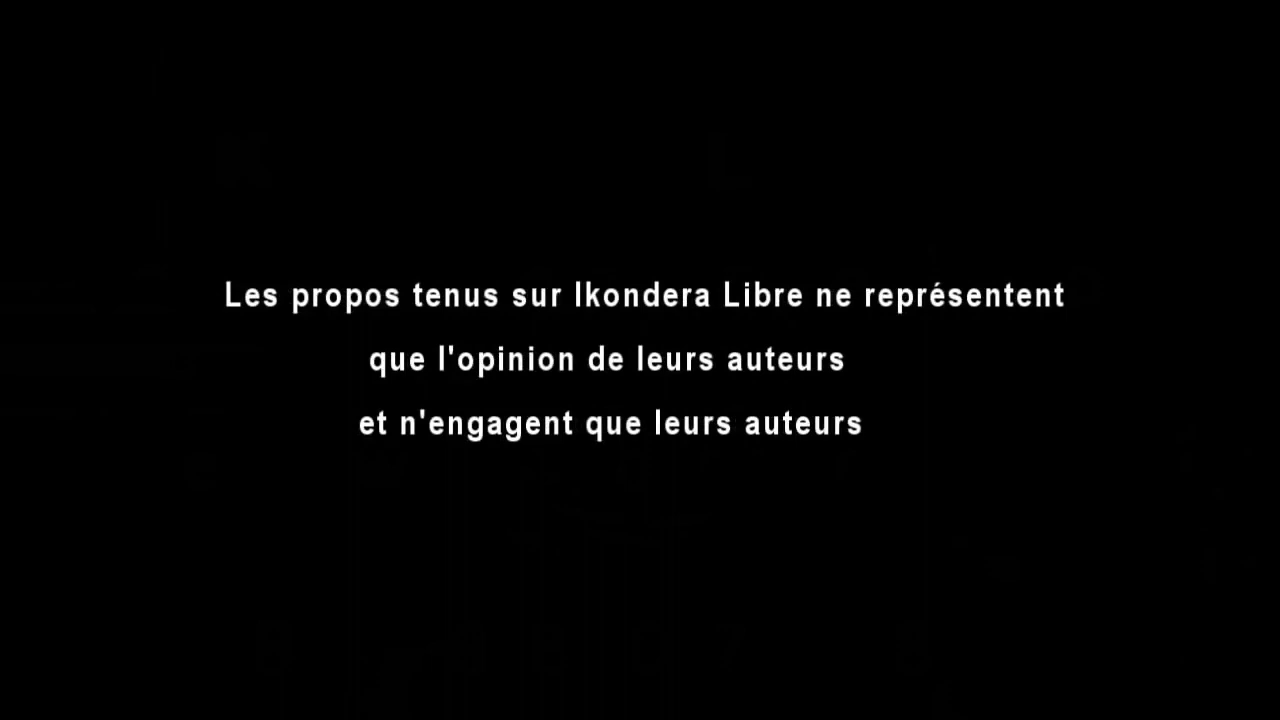 Les propos tenus sur Ikondera Libre ne représentent
que l'opinion de leurs auteurs
et n'engagent que leurs auteurs